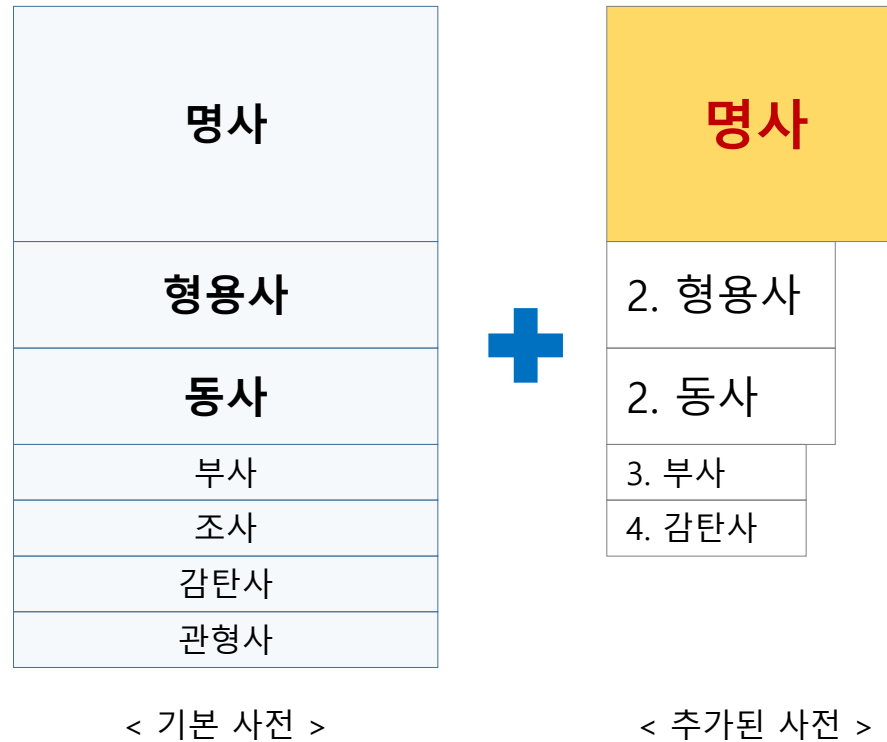 명사
형용사
동사
부사
조사
감탄사
관형사
< 기본 사전 >
명사
2. 형용사
2. 동사
3. 부사
4. 감탄사
< 추가된 사전 >